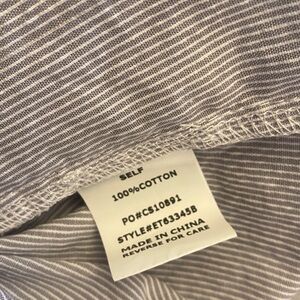 SELF
100%COTTON
PO#CS10891
STYLE#ET63345B
MADE IN CHINA
REVERSE FOR CARE